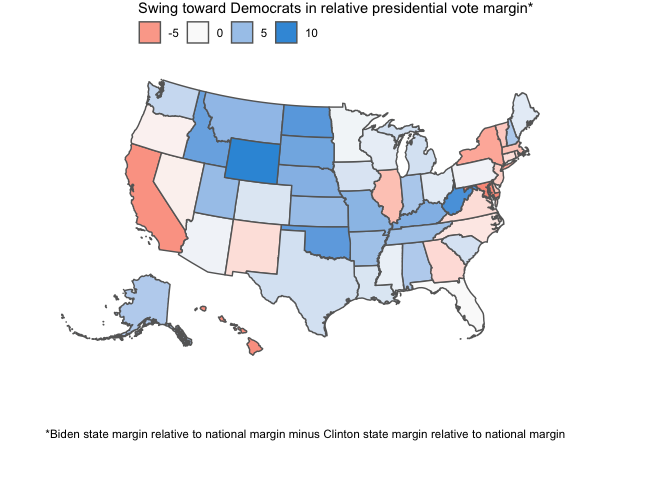 Swing toward Democrats in relative presidential vote margin*
-5 0 5 10
*Biden state margin relative to national margin minus Clinton state margin relative to national margin